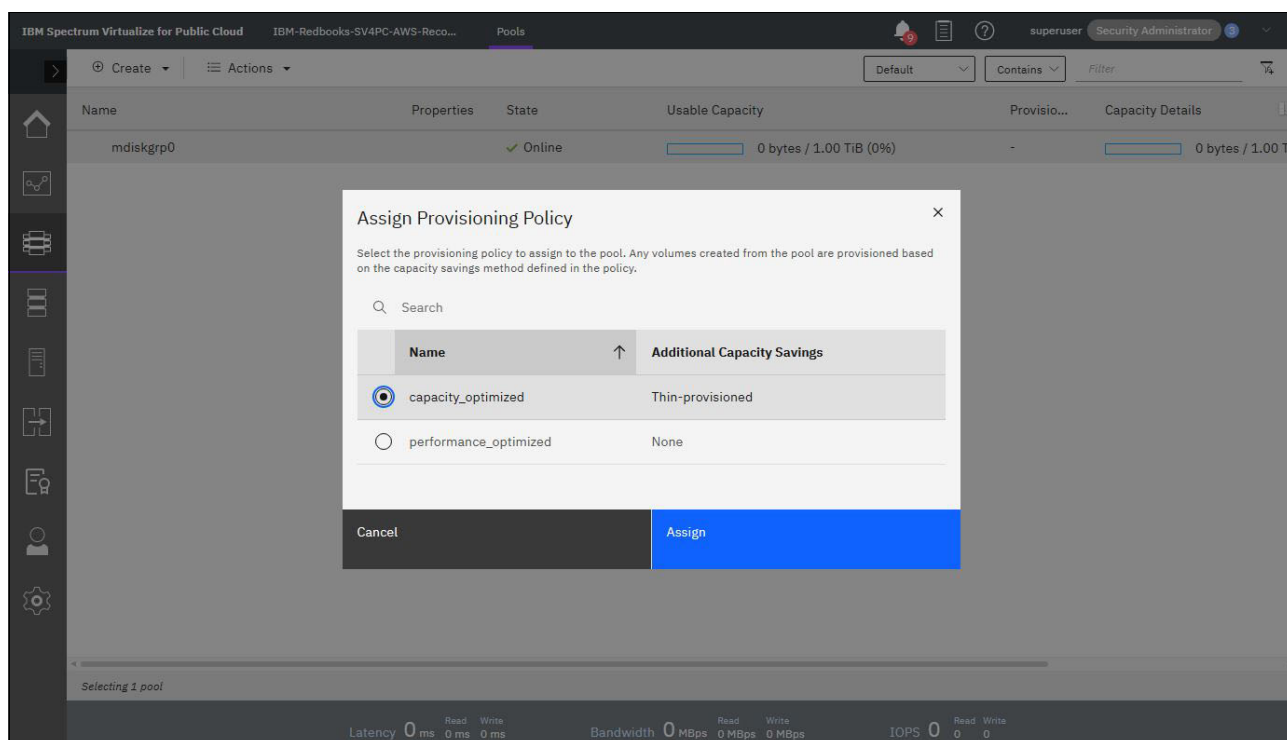 IBM Spectrum Virtualize for Public Cloud IBM-Redbooks-SV4PC-AWS-Reco... Pools 9 superuser Security Administrator 3
Create Actions Default Contains Filter
Name Properties State Usable Capacity Provisio... Capacity Details
mdiskgrp0 Online 0 bytes / 1.00 TiB (0%) - 0 bytes / 1.00 T
Assign Provisioning Policy
Select the provisioning policy to assign to the pool. Any volumes created from the pool are provisioned based
on the capacity savings method defined in the policy.
Search
Name Additional Capacity Savings
capacity_optimized Thin-provisioned
performance_optimized None
Cancel Assign
Selecting 1 pool
Latency 0 ms Read 0 ms Write 0 ms Bandwidth 0 MBps Read 0 MBps Write 0 MBps IOPS 0 Read 0 Write 0